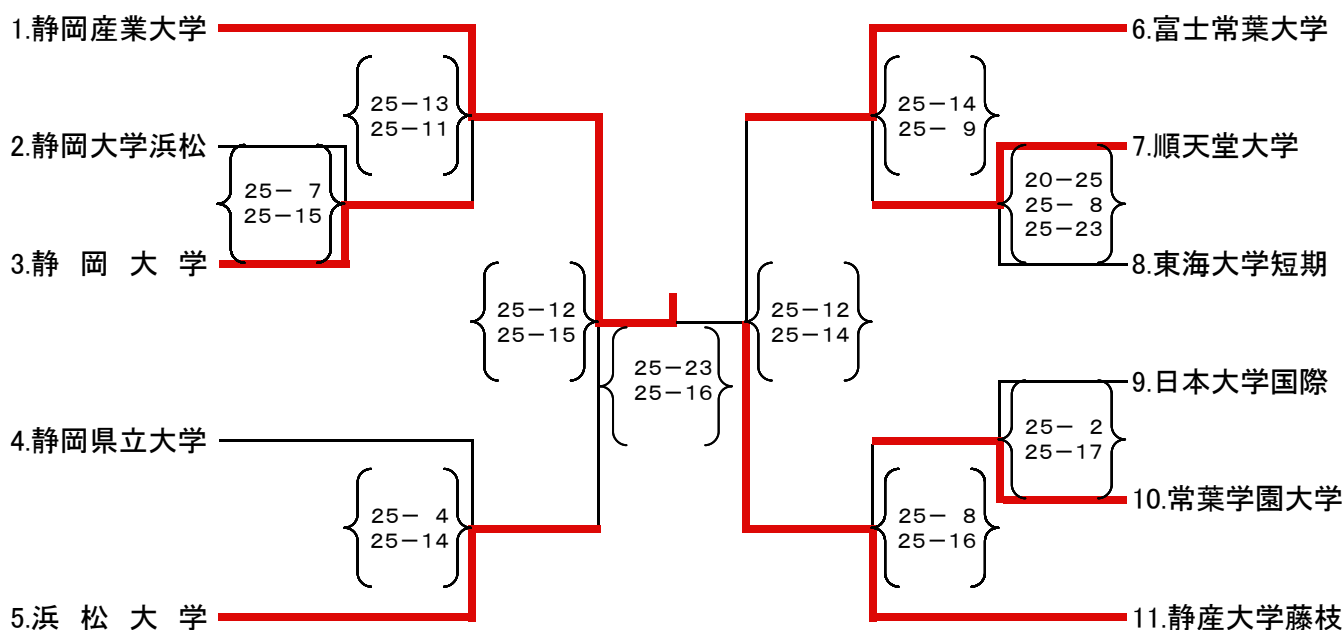 1.静岡産業大学
25－13
25－11
2.静岡大学浜松
25－ 7
25－15
3.静 岡 大 学
25－12
25－15
4.静岡県立大学
25－ 4
25－14
5.浜 松 大 学
25－23
25－16
6.富士常葉大学
25－14
25－ 9
7.順天堂大学
20－25
25－ 8
25－23
8.東海大学短期
25－12
25－14
9.日本大学国際
25－ 2
25－17
10.常葉学園大学
25－ 8
25－16
11.静産大学藤枝